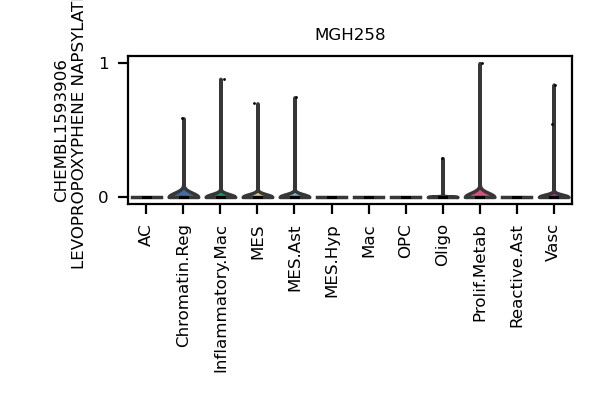 MGH258
CHEMBL1593906
LEVOPROPOXYPHENE NAPSYLAT
1
0
AC
Chromatin.Reg
Inflammatory.Mac
MES
MES.Ast
MES.Hyp
Mac
OPC
Oligo
Prolif.Metab
Reactive.Ast
Vasc